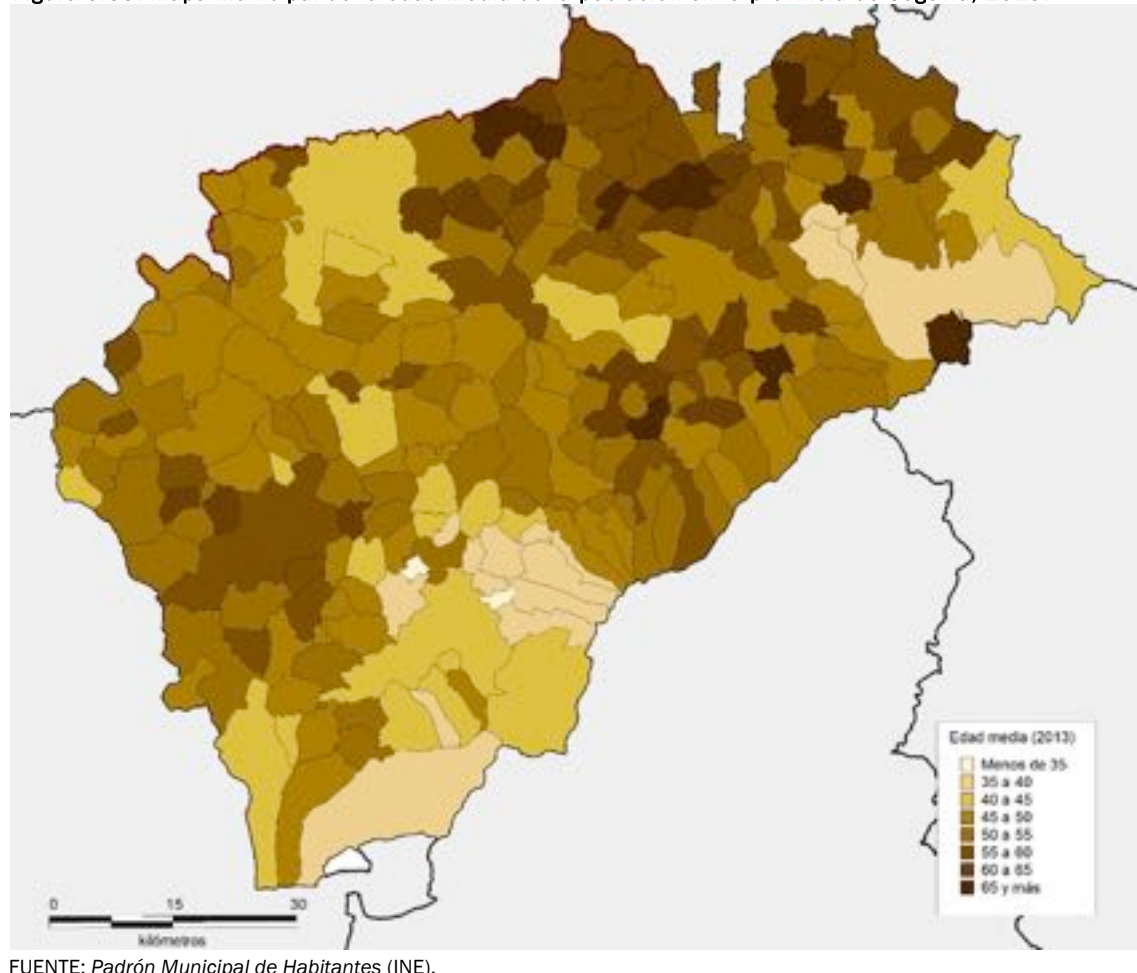 Edad media (2013)
Menos de 35
35 a 40
40 a 45
45 a 50
50 a 55
55 a 60
60 a 65
65 y más
0 15 30
kilómetros
FUENTE: Padrón Municipal de Habitantes (INE).